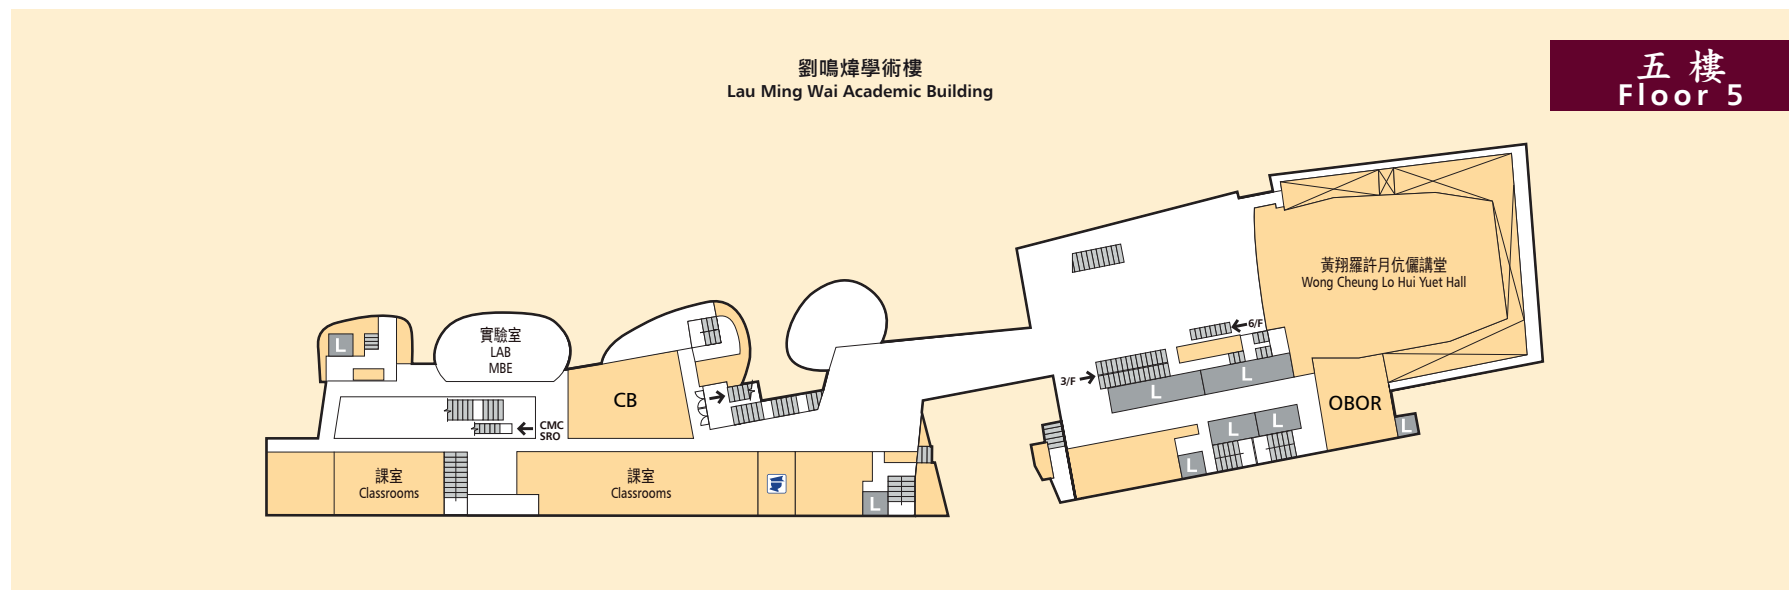 劉鳴煒學術樓
Lau Ming Wai Academic Building
五樓
Floor 5
黃翔羅許月伉儷講堂
Wong Cheung Lo Hui Yuet Hall
6/F
3/F
L
L
OBOR
L
L
L
L
實驗室
LAB
MBE
L
CB
CMC
SRO
課室
Classrooms
課室
Classrooms
L